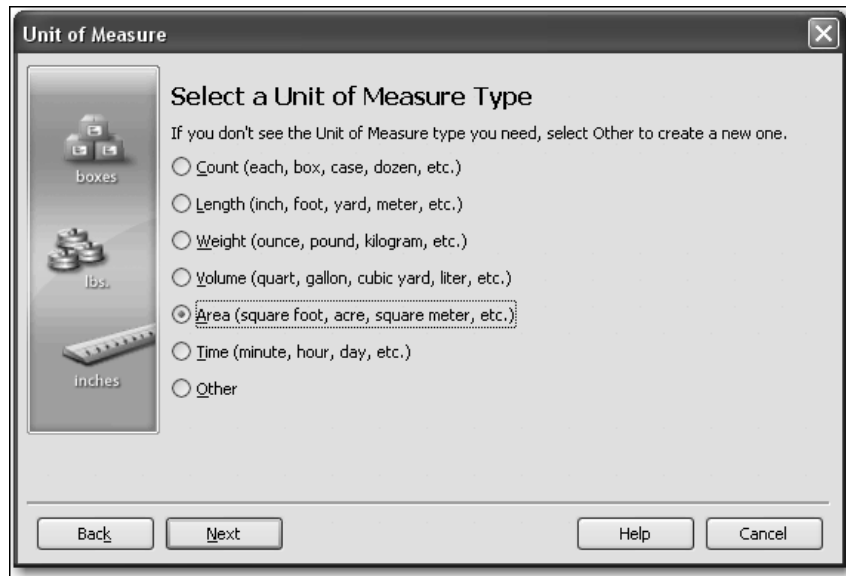 Unit of Measure
Select a Unit of Measure Type
If you don't see the Unit of Measure type you need, select Other to create a new one.
boxes
Count (each, box, case, dozen, etc.)
Length (inch, foot, yard, meter, etc.)
Weight (ounce, pound, kilogram, etc.)
lbs.
Volume (quart, gallon, cubic yard, liter, etc.)
Area (square foot, acre, square meter, etc.)
Time (minute, hour, day, etc.)
inches
Other
Back Next Help Cancel